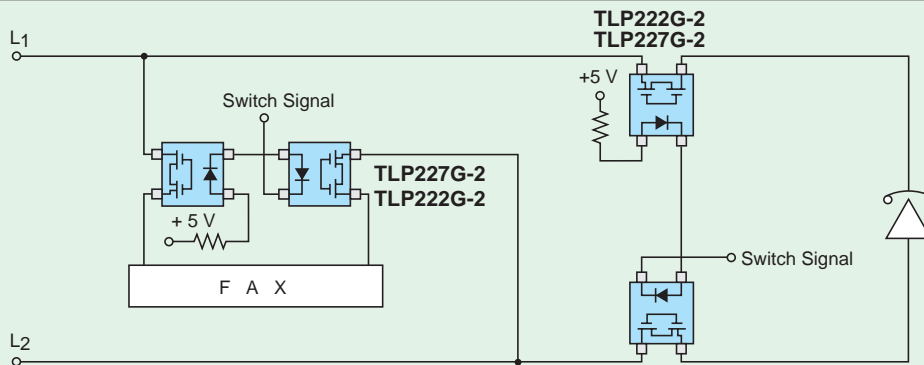 TLP222G-2
TLP227G-2
L1
+5 V
Switch Signal
TLP227G-2
TLP222G-2
+ 5 V
F A X
Switch Signal
L2